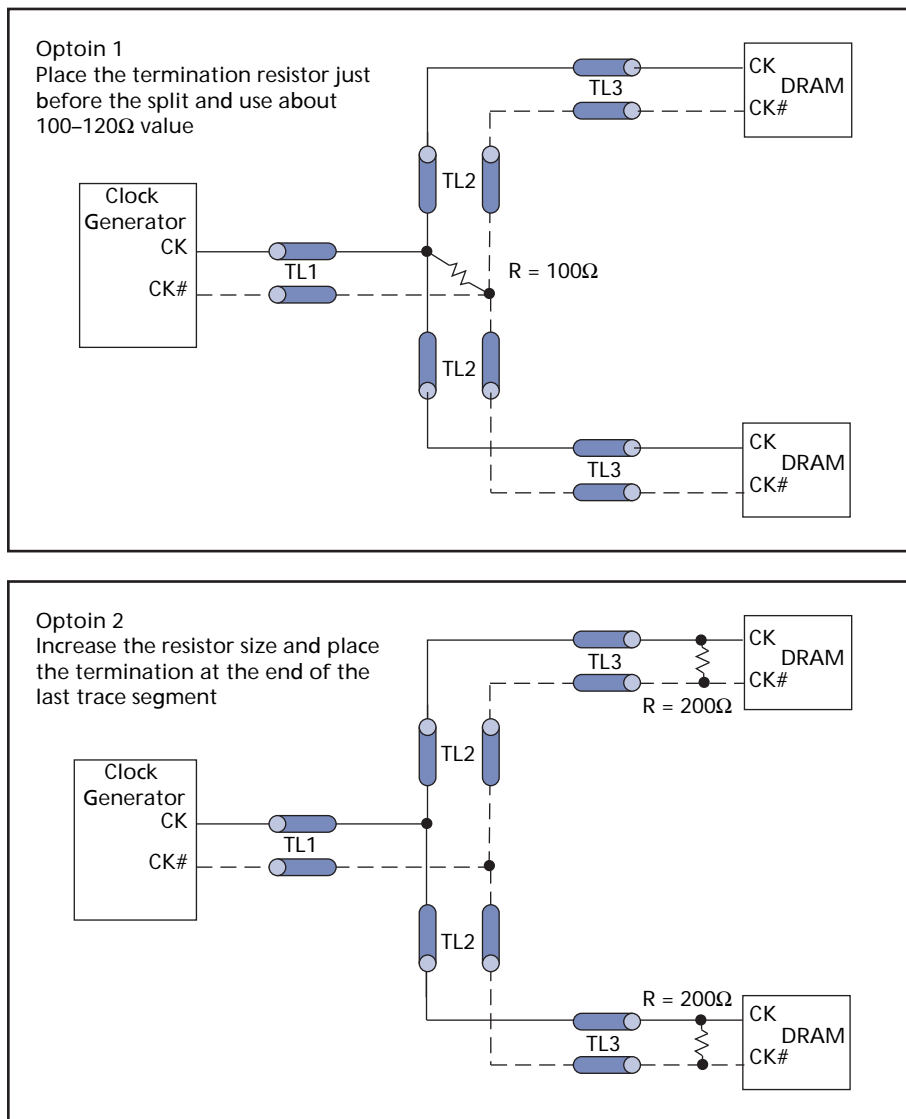 Optoin 1
Place the termination resistor just
before the split and use about
100–120Ω value
CK
DRAM
CK#
TL3
TL2
Clock
Generator
CK
CK#
TL1
R = 100Ω
TL2
TL3
CK
DRAM
CK#
Optoin 2
Increase the resistor size and place
the termination at the end of the
last trace segment
CK
DRAM
CK#
TL3
R = 200Ω
TL2
Clock
Generator
CK
CK#
TL1
TL2
R = 200Ω
TL3
CK
DRAM
CK#